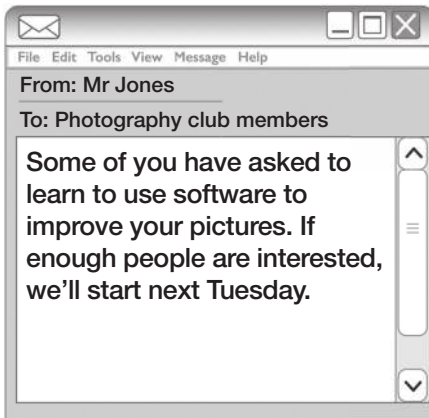 File Edit Tools View Message Help
From: Mr Jones
To: Photography club members
Some of you have asked to
learn to use software to
improve your pictures. If
enough people are interested,
we'll start next Tuesday.